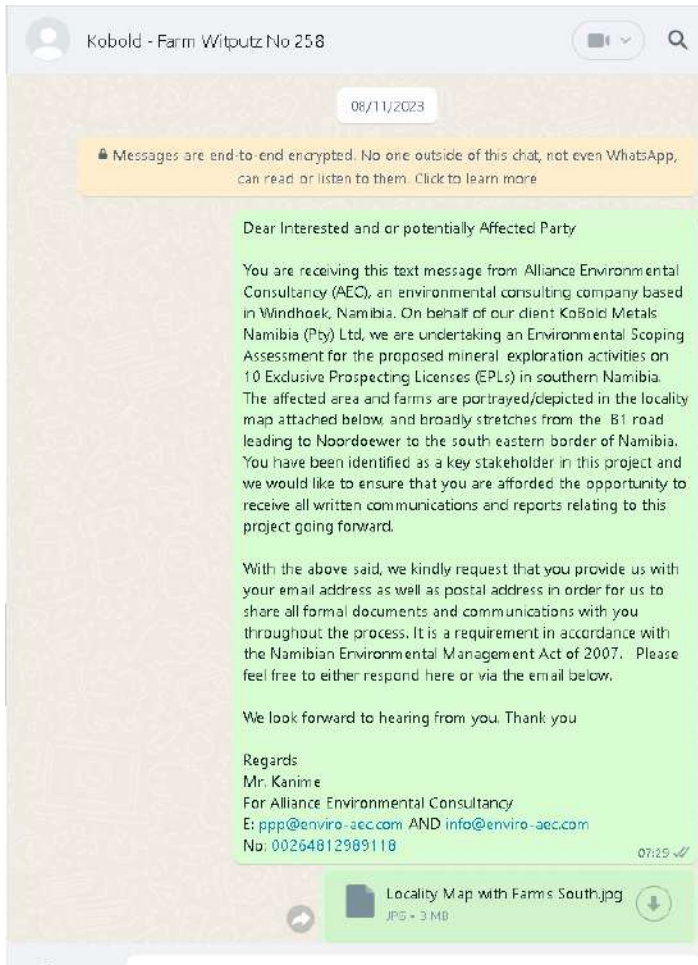 Kobold - Farm Witputz No 258
08/11/2023
Messages are end-to-end encrypted. No one outside of this chat, not even WhatsApp,
can read or listen to them. Click to learn more
Dear Interested and or potentially Affected Party
You are receiving this text message from Alliance Environmental
Consultancy (AEC), an environmental consulting company based
in Windhoek, Namibia. On behalf of our client KoBold Metals
Namibia (Pty) Ltd, we are undertaking an Environmental Scoping
Assessment for the proposed mineral exploration activities on
10 Exclusive Prospecting Licenses (EPLs) in southern Namibia.
The affected area and farms are portrayed/depicted in the locality
map attached below, and broadly stretches from the B1 road
leading to Noordoewer to the south eastern border of Namibia.
You have been identified as a key stakeholder in this project and
we would like to ensure that you are afforded the opportunity to
receive all written communications and reports relating to this
project going forward.
With the above said, we kindly request that you provide us with
your email address as well as postal address in order for us to
share all formal documents and communications with you
throughout the process. It is a requirement in accordance with
the Namibian Environmental Management Act of 2007. Please
feel free to either respond here or via the email below.
We look forward to hearing from you. Thank you
Regards
Mr. Kanime
For Alliance Environmental Consultancy
E: ppp@enviro-aec.com AND info@enviro-aec.com
No: 00264812989118
07:29
Locality Map with Farms South.jpg
JPG • 3 MB